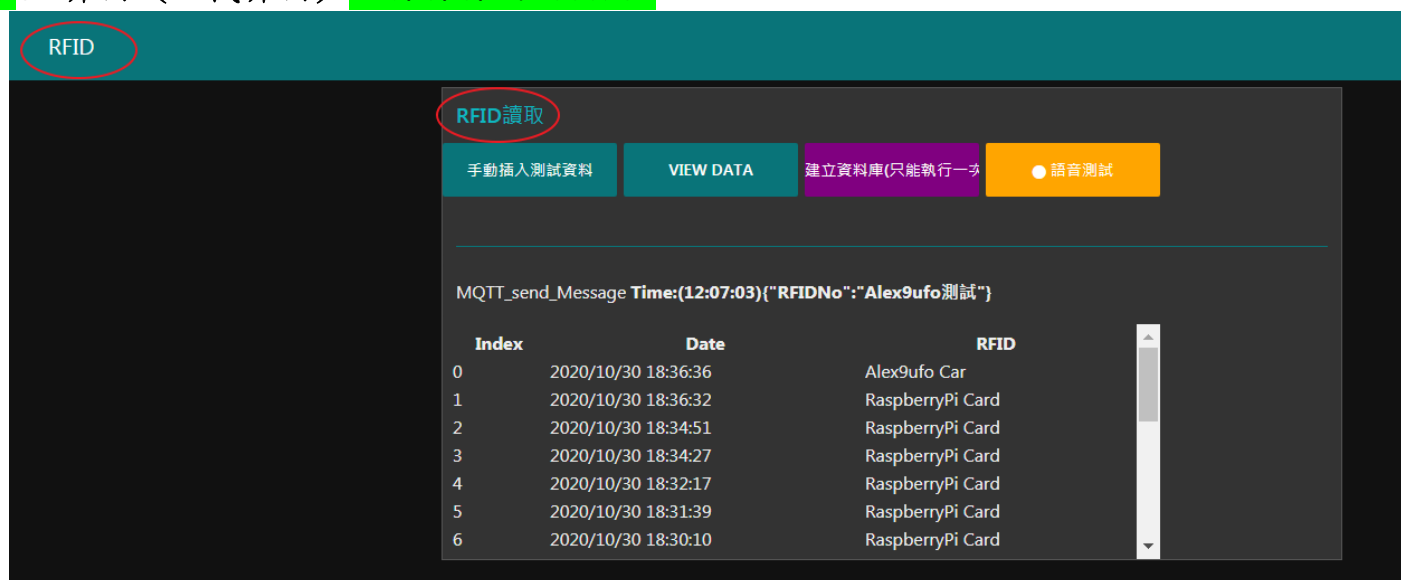 RFID
RFID讀取
手動插入測試資料 VIEW DATA 建立資料庫(只能執行一次 語音測試
MQTT_send_Message Time:(12:07:03){"RFIDNo":"Alex9ufo測試"}
Index Date RFID
0 2020/10/30 18:36:36 Alex9ufo Car
1 2020/10/30 18:36:32 RaspberryPi Card
2 2020/10/30 18:34:51 RaspberryPi Card
3 2020/10/30 18:34:27 RaspberryPi Card
4 2020/10/30 18:32:17 RaspberryPi Card
5 2020/10/30 18:31:39 RaspberryPi Card
6 2020/10/30 18:30:10 RaspberryPi Card